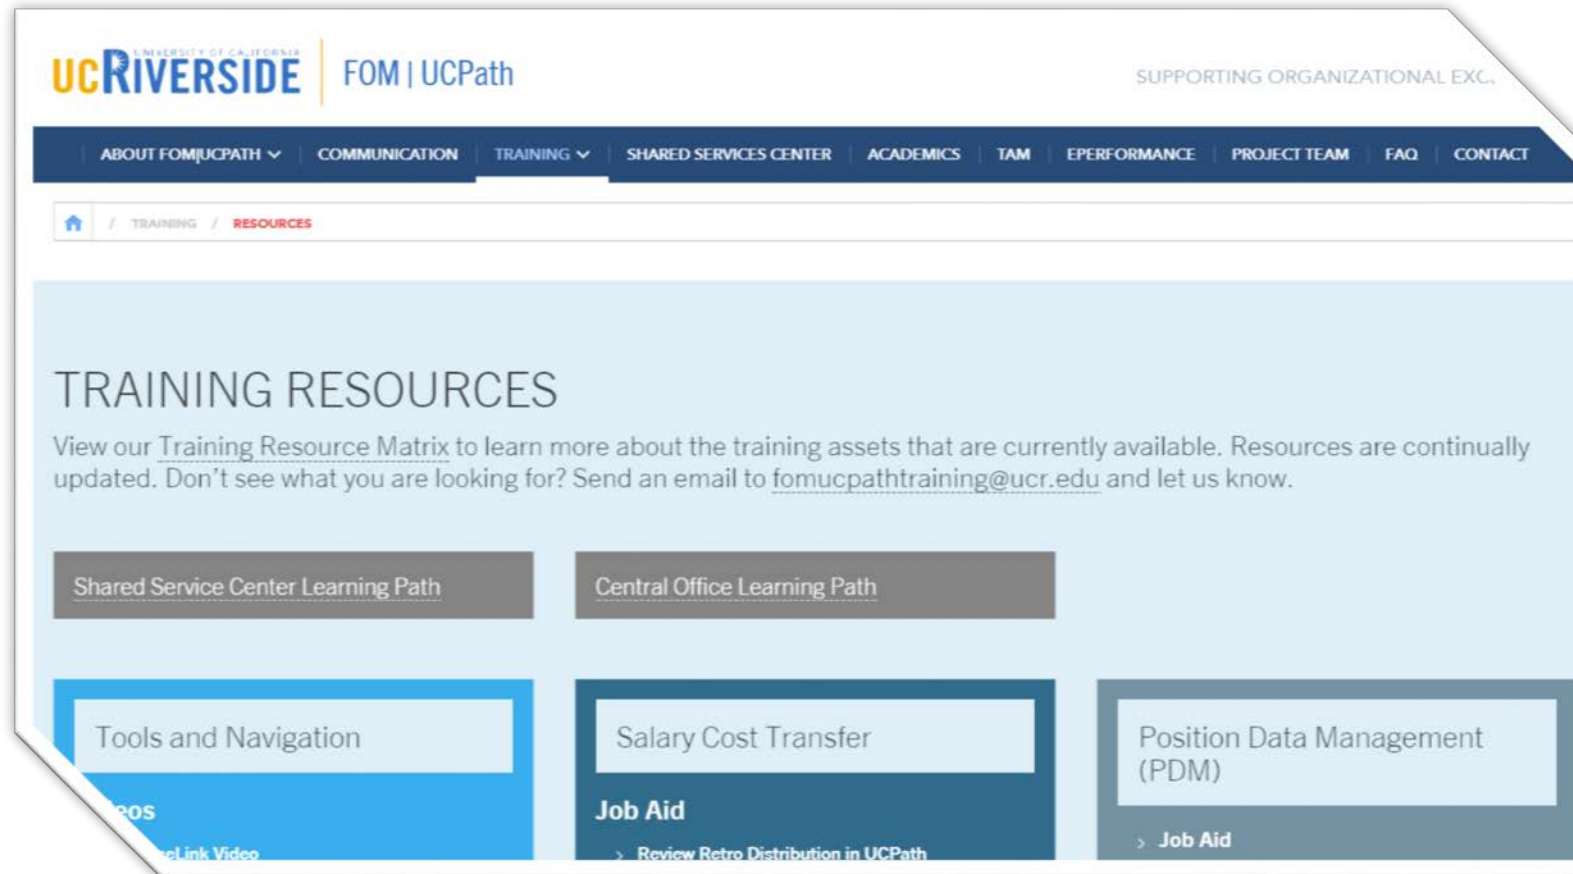 UNIVERSITY OF CALIFORNIA
UCRIVERSIDE
FOM | UCPath
SUPPORTING ORGANIZATIONAL
ABOUT FOM|UCPATH
COMMUNICATION
TRAINING
SHARED SERVICES CENTER
ACADEMICS
TAM
EPERFORMANCE
PROJECT TEAM
FAQ
CONTACT
/ TRAINING / RESOURCES
TRAINING RESOURCES
View our Training Resource Matrix to learn more about the training assets that are currently available. Resources are continually
updated. Don't see what you are looking for? Send an email to fomucpathtraining@ucr.edu and let us know.
Shared Service Center Learning Path
Central Office Learning Path
Tools and Navigation
Video
Salary Cost Transfer
Job Aid
> Review Retro Distribution in UCPath
Position Data Management
(PDM)
> Job Aid